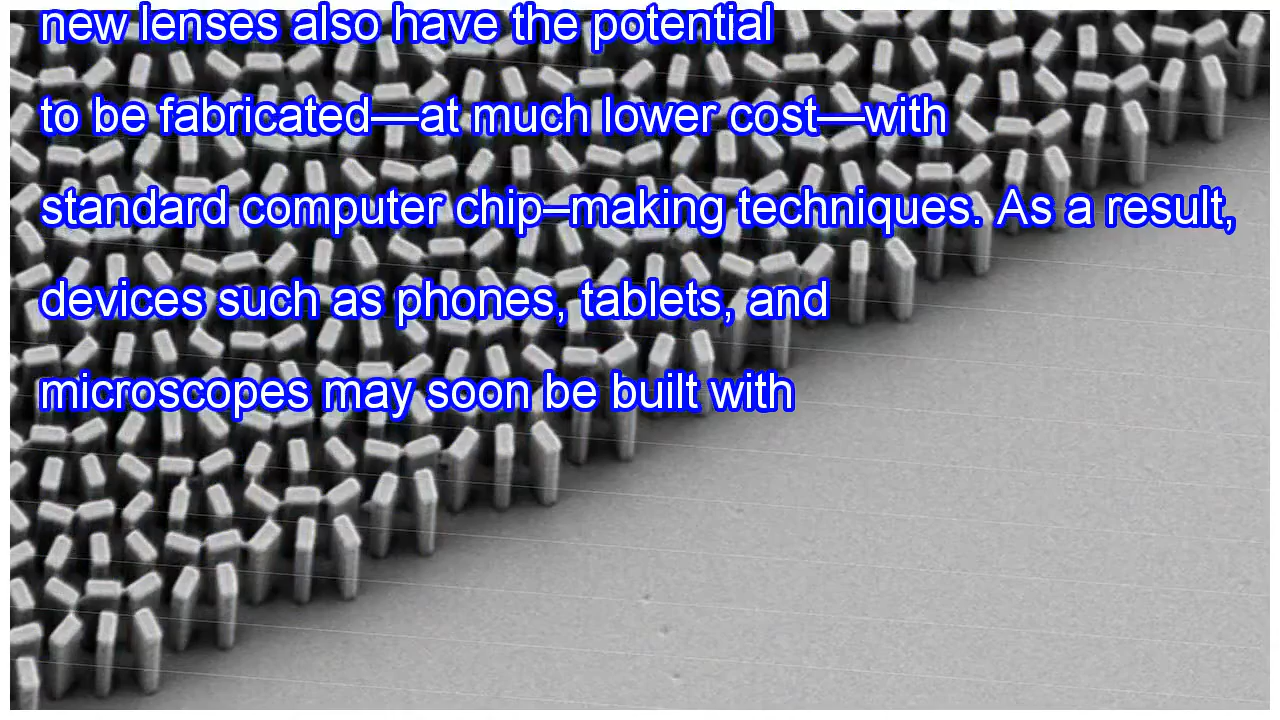 new lenses also have the potential
to be fabricated—at much lower cost—with
standard computer chip–making techniques. As a result,
devices such as phones, tablets, and
microscopes may soon be built with